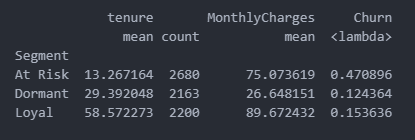 tenure MonthlyCharges Churn
mean count mean <lambda>
Segment
At Risk 13.267164 2680 75.073619 0.470896
Dormant 29.392048 2163 26.648151 0.124364
Loyal 58.572273 2200 89.672432 0.153636